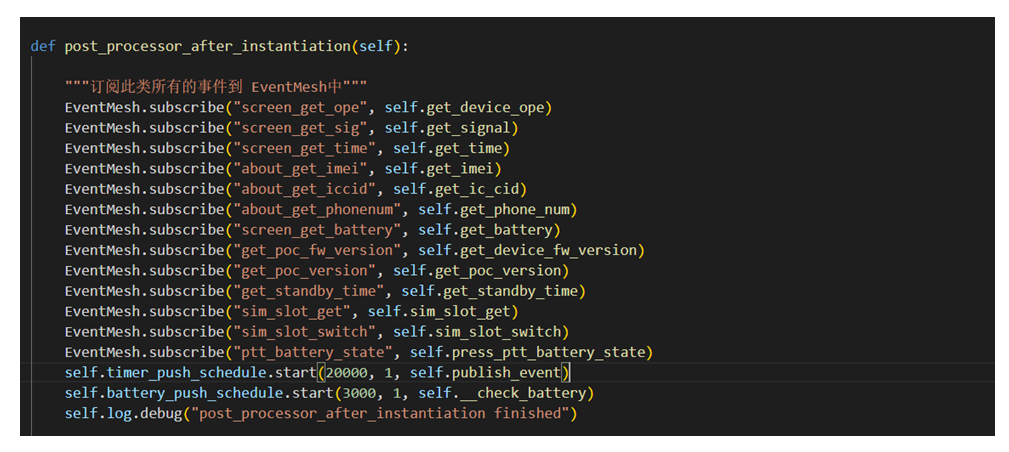 def post_processor_after_instantiation(self):
"""订阅此类所有的事件到 EventMesh中"""
EventMesh.subscribe("screen_get_ope", self.get_device_ope)
EventMesh.subscribe("screen_get_sig", self.get_signal)
EventMesh.subscribe("screen_get_time", self.get_time)
EventMesh.subscribe("about_get_imei", self.get_imei)
EventMesh.subscribe("about_get_iccid", self.get_ic_cid)
EventMesh.subscribe("about_get_phonenum", self.get_phone_num)
EventMesh.subscribe("screen_get_battery", self.get_battery)
EventMesh.subscribe("get_poc_fw_version", self.get_device_fw_version)
EventMesh.subscribe("get_poc_version", self.get_poc_version)
EventMesh.subscribe("get_standby_time", self.get_standby_time)
EventMesh.subscribe("sim_slot_get", self.sim_slot_get)
EventMesh.subscribe("sim_slot_switch", self.sim_slot_switch)
EventMesh.subscribe("ptt_battery_state", self.press_ptt_battery_state)
self.timer_push_schedule.start(20000, 1, self.publish_event)
self.battery_push_schedule.start(3000, 1, self.__check_battery)
self.log.debug("post_processor_after_instantiation finished")